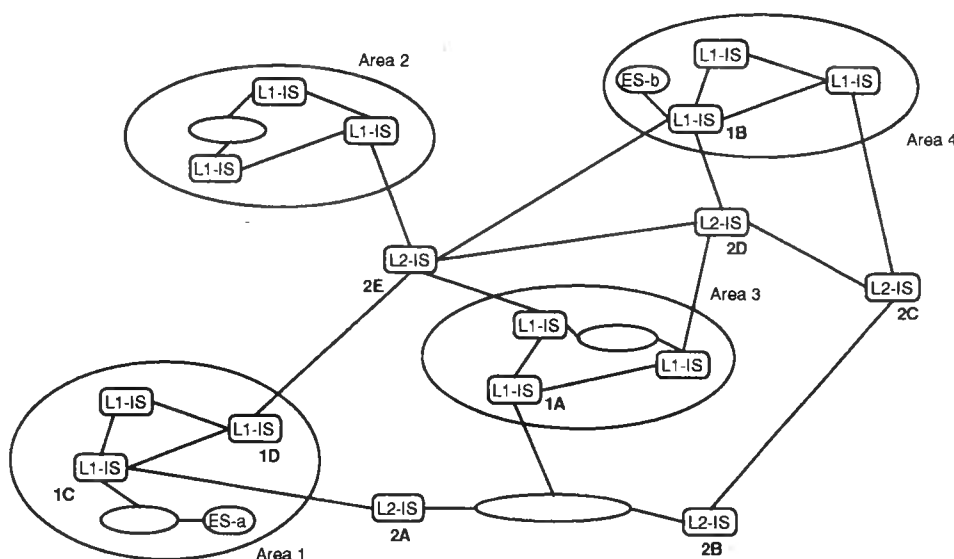 Area 2
L1-IS
L1-IS
L1-IS
ES-b
L1-IS
L1-IS
L1-IS
1B
Area 4
L2-IS
2D
L2-IS
2E
L2-IS
2C
Area 3
L1-IS
L1-IS
L1-IS
1A
L1-IS
L1-IS
1D
L1-IS
1C
ES-a
Area 1
L2-IS
2A
L2-IS
2B